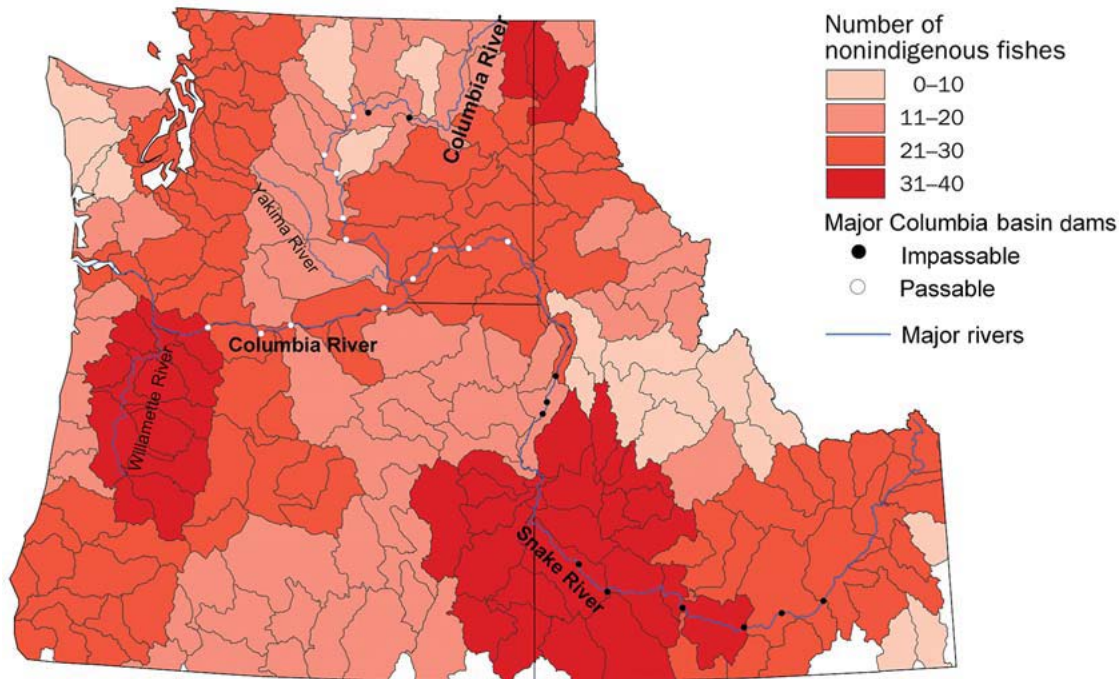 Number of
nonindigenous fishes
0–10
11–20
21–30
31–40
Major Columbia basin dams
Impassable
Passable
Major rivers
Columbia River
Yakima River
Columbia River
Willamette River
Snake River